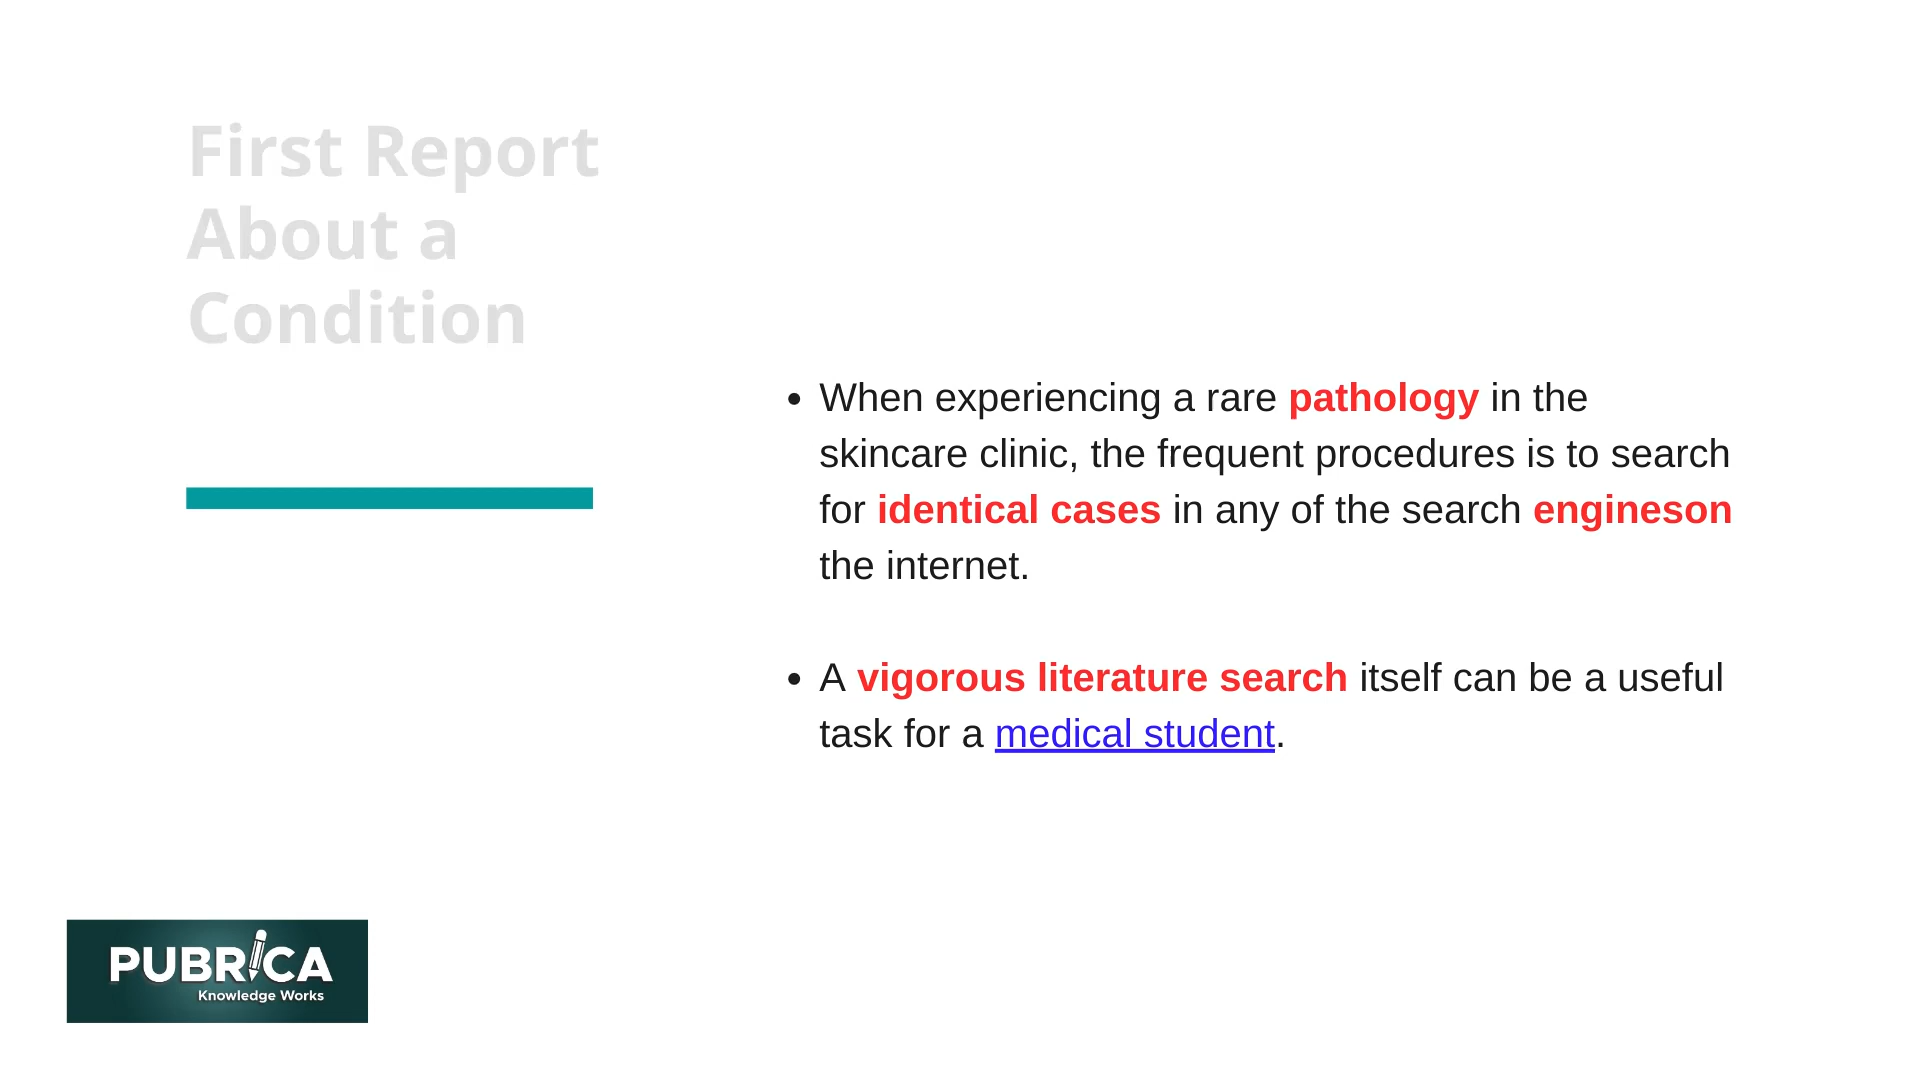 First Report
About a
Condition
• When experiencing a rare pathology in the
skincare clinic, the frequent procedures is to search
for identical cases in any of the search engineson
the internet.
• A vigorous literature search itself can be a useful
task for a medical student.
PUBRICA
Knowledge Works